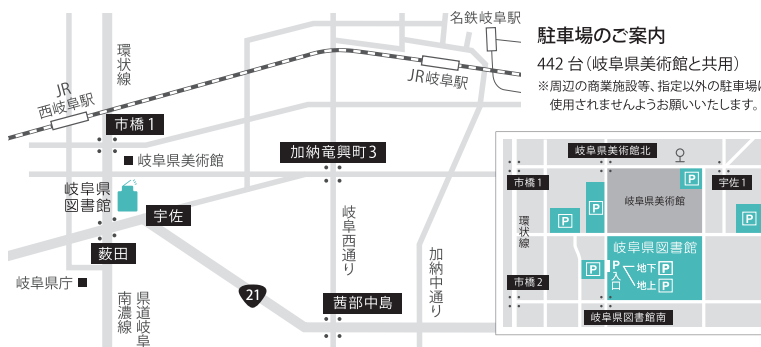 名鉄岐阜駅
環状線
JR
西岐阜駅
JR岐阜駅
市橋1
岐阜県美術館
加納竜興町3
岐阜県
図書館
宇佐
薮田
岐阜県庁
21
県道岐阜
南濃線
岐阜西通り
加納中通り
茜部中島
駐車場のご案内
442 台(岐阜県美術館と共用)
※周辺の商業施設等、指定以外の駐車場は
使用されませんようお願いいたします。
岐阜県美術館北
市橋1
P
宇佐1
岐阜県美術館
P
P
P
環状線
岐阜県図書館
P
P入口
地下P
地上P
市橋2
岐阜県図書館南